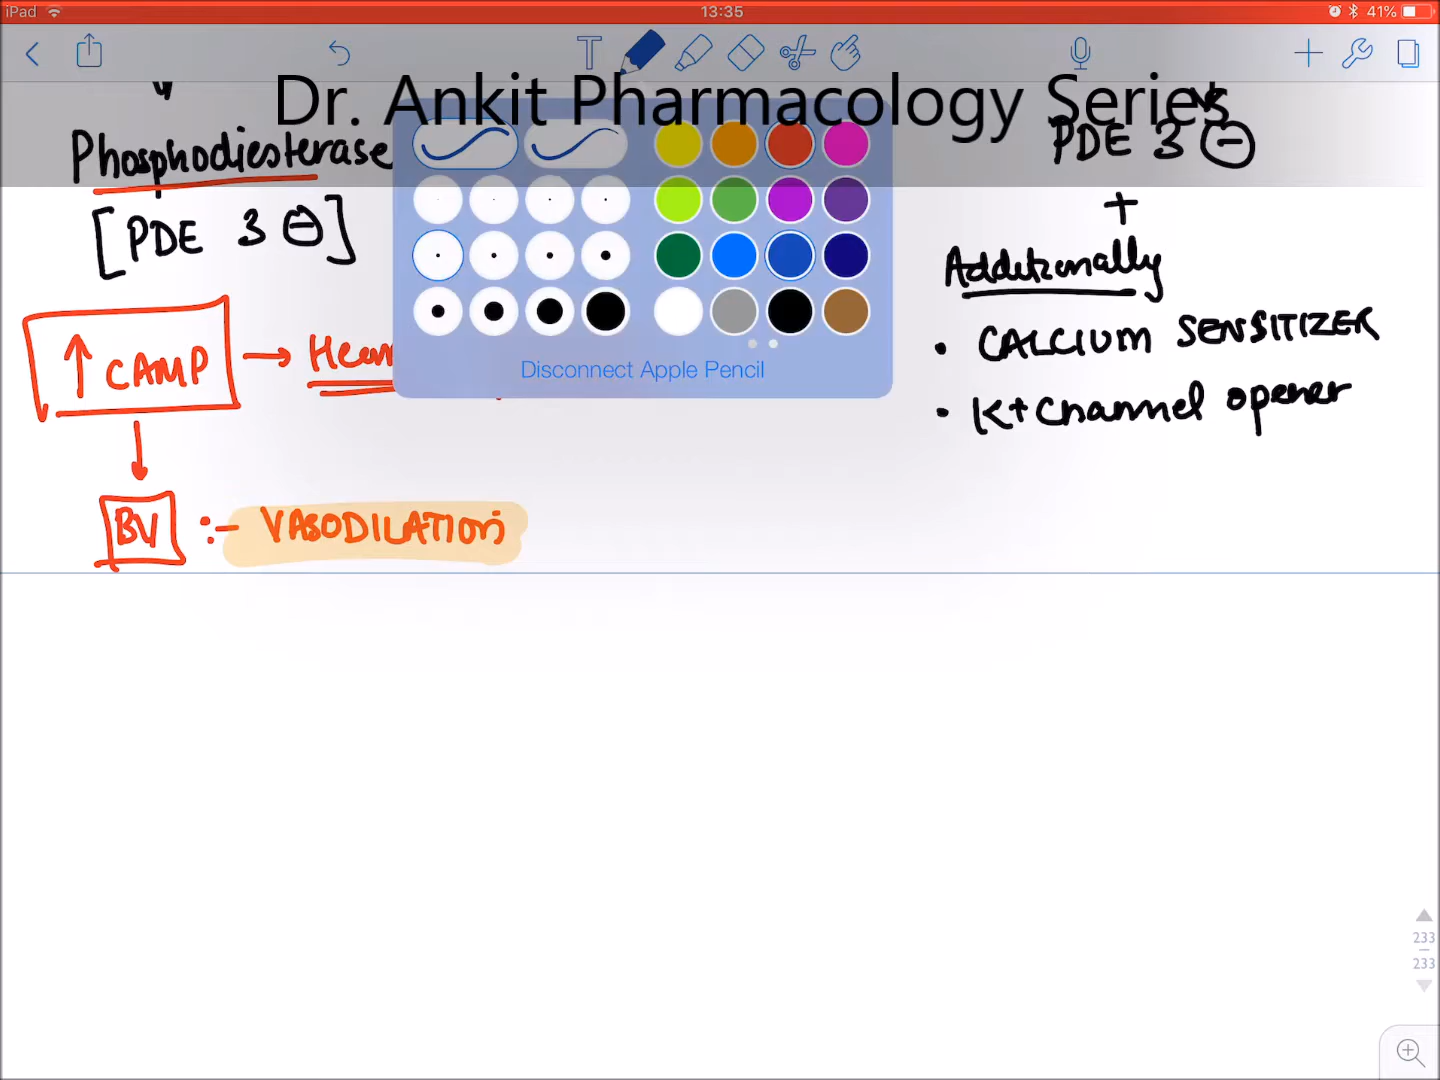 iPad 13:35 41%
T
Dr. Ankit Pharmacology Series
Phosphodiesterase
[PDE 3 ⊖]
↑ CAMP →
BV :- VASODILATION
Disconnect Apple Pencil
PDE 3 ⊖
+
Additionally
• CALCIUM SENSITIZER
• K+ Channel opener
233
233